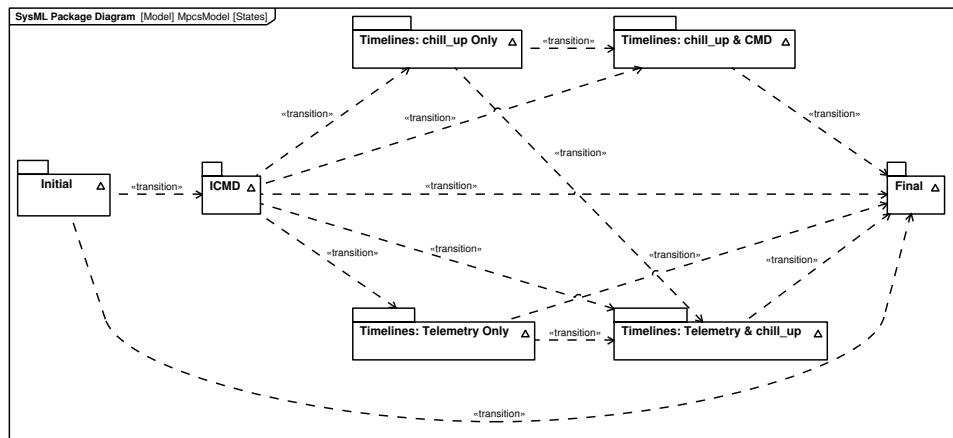 SysML Package Diagram [Model] MpcsModel [States]
Timelines: chill_up Only
«transition»
Timelines: chill_up & CMD
«transition»
«transition»
«transition»
«transition»
Initial
«transition»
ICMD
«transition»
Final
«transition»
«transition»
«transition»
«transition»
Timelines: Telemetry Only
«transition»
Timelines: Telemetry & chill_up
«transition»